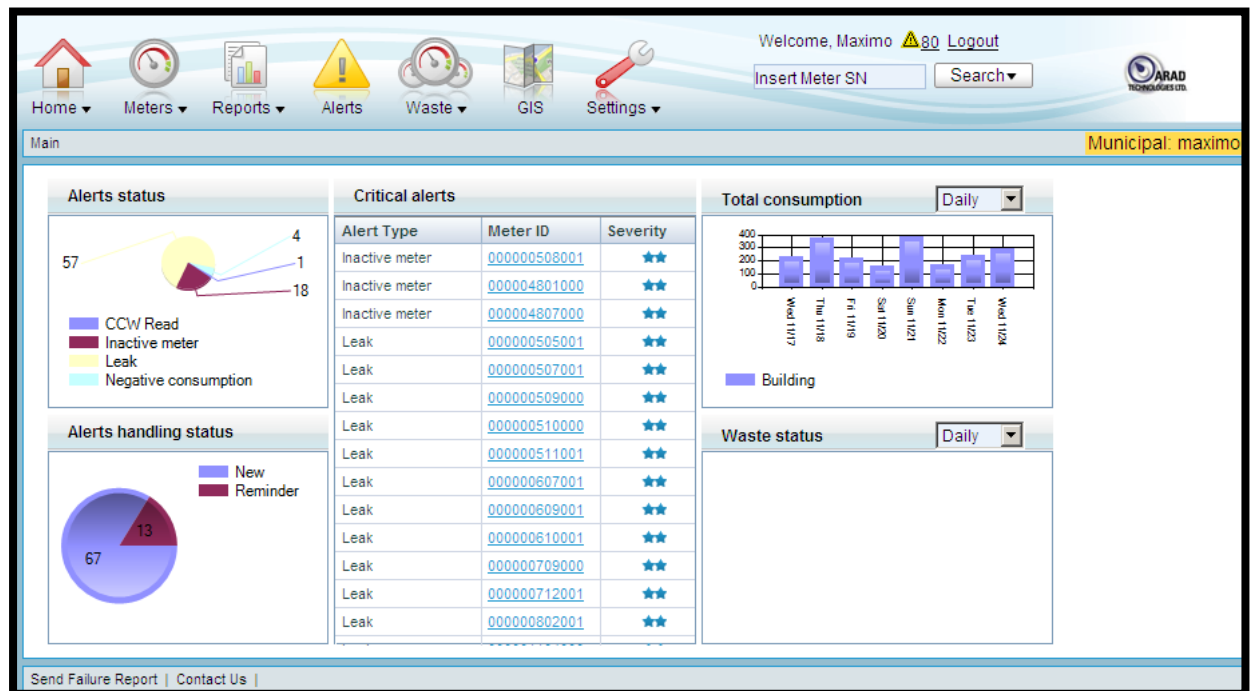 Welcome, Maximo 80 Logout
Insert Meter SN Search
ARAD
TECHNOLOGIES LTD.
Home Meters Reports Alerts Waste GIS Settings
Main
Municipal: maximo
Alerts status
57
4
1
18
CCW Read
Inactive meter
Leak
Negative consumption
Alerts handling status
New
Reminder
13
67
Critical alerts
Alert Type Meter ID Severity
Inactive meter 000000508001
Inactive meter 000004801000
Inactive meter 000004807000
Leak 000000505001
Leak 000000507001
Leak 000000509000
Leak 000000510000
Leak 000000511001
Leak 000000607001
Leak 000000609001
Leak 000000610001
Leak 000000709000
Leak 000000712001
Leak 000000802001
Total consumption Daily
400
300
200
100
0
Wed 11/17
Thu 11/18
Fri 11/19
Sat 11/20
Sun 11/21
Mon 11/22
Tue 11/23
Wed 11/24
Building
Waste status Daily
Send Failure Report | Contact Us |